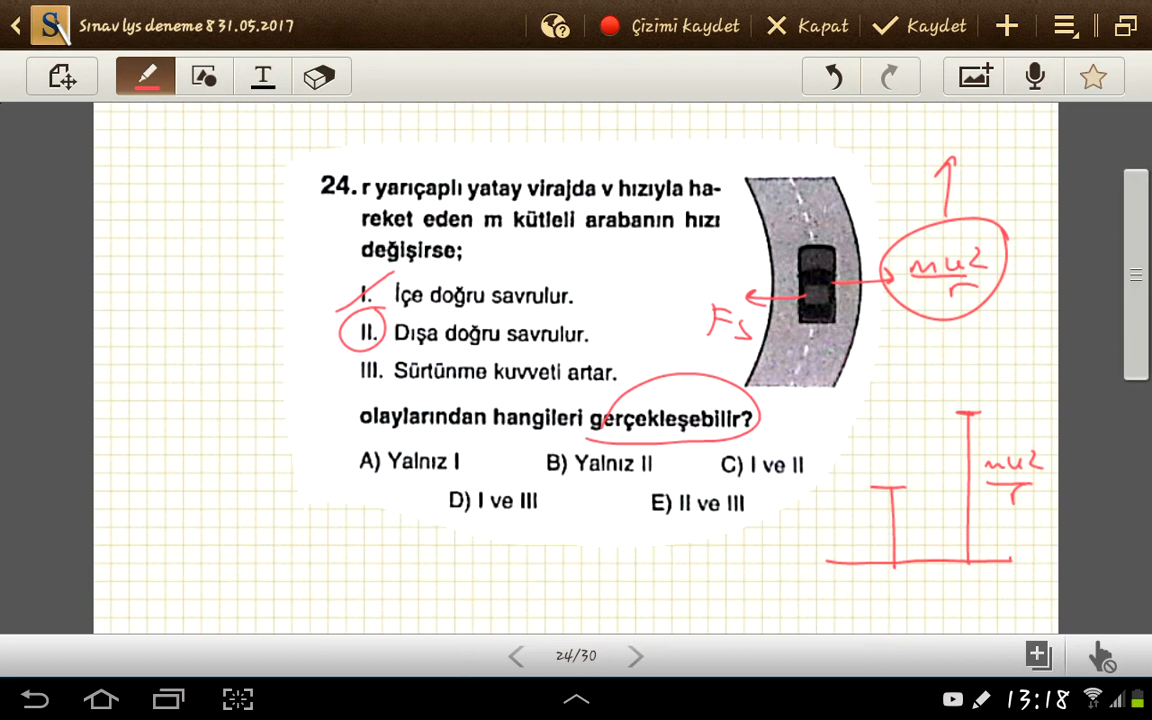 Sınav lys deneme 8 31.05.2017
Çizimi kaydet
Kapat
Kaydet
T
24. r yarıçaplı yatay virajda v hızıyla ha-
reket eden m kütleli arabanın hızı
değişirse;
I. İçe doğru savrulur.
II. Dışa doğru savrulur.
III. Sürtünme kuvveti artar.
olaylarından hangileri gerçekleşebilir?
A) Yalnız I
B) Yalnız II
C) I ve II
D) I ve III
E) II ve III
Fs
mu2
r
mu2
r
24/30
13:18